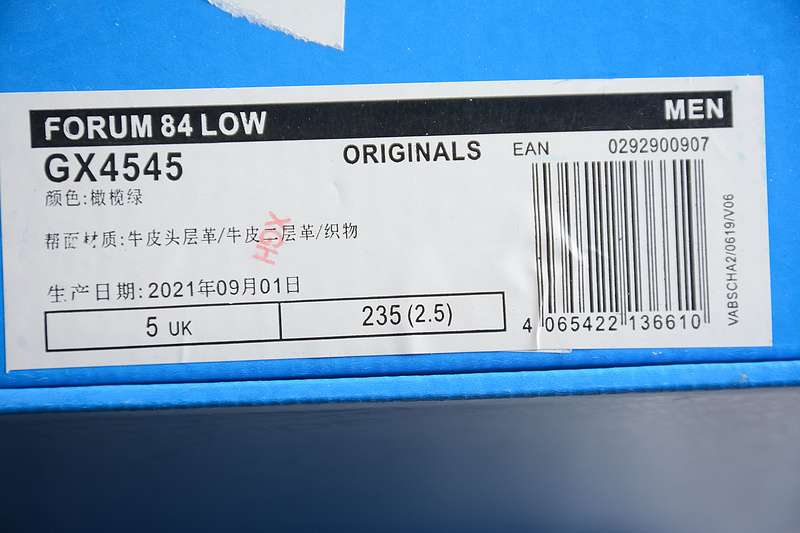 FORUM 84 LOW
MEN
GX4545
ORIGINALS
EAN
0292900907
颜色:橄榄绿
帮面材质:牛皮头层革/牛皮二层革/织物
HGX
生产日期:2021年09月01日
5 UK
235 (2.5)
4 065422 136610
VABSCHA2/0619/V06